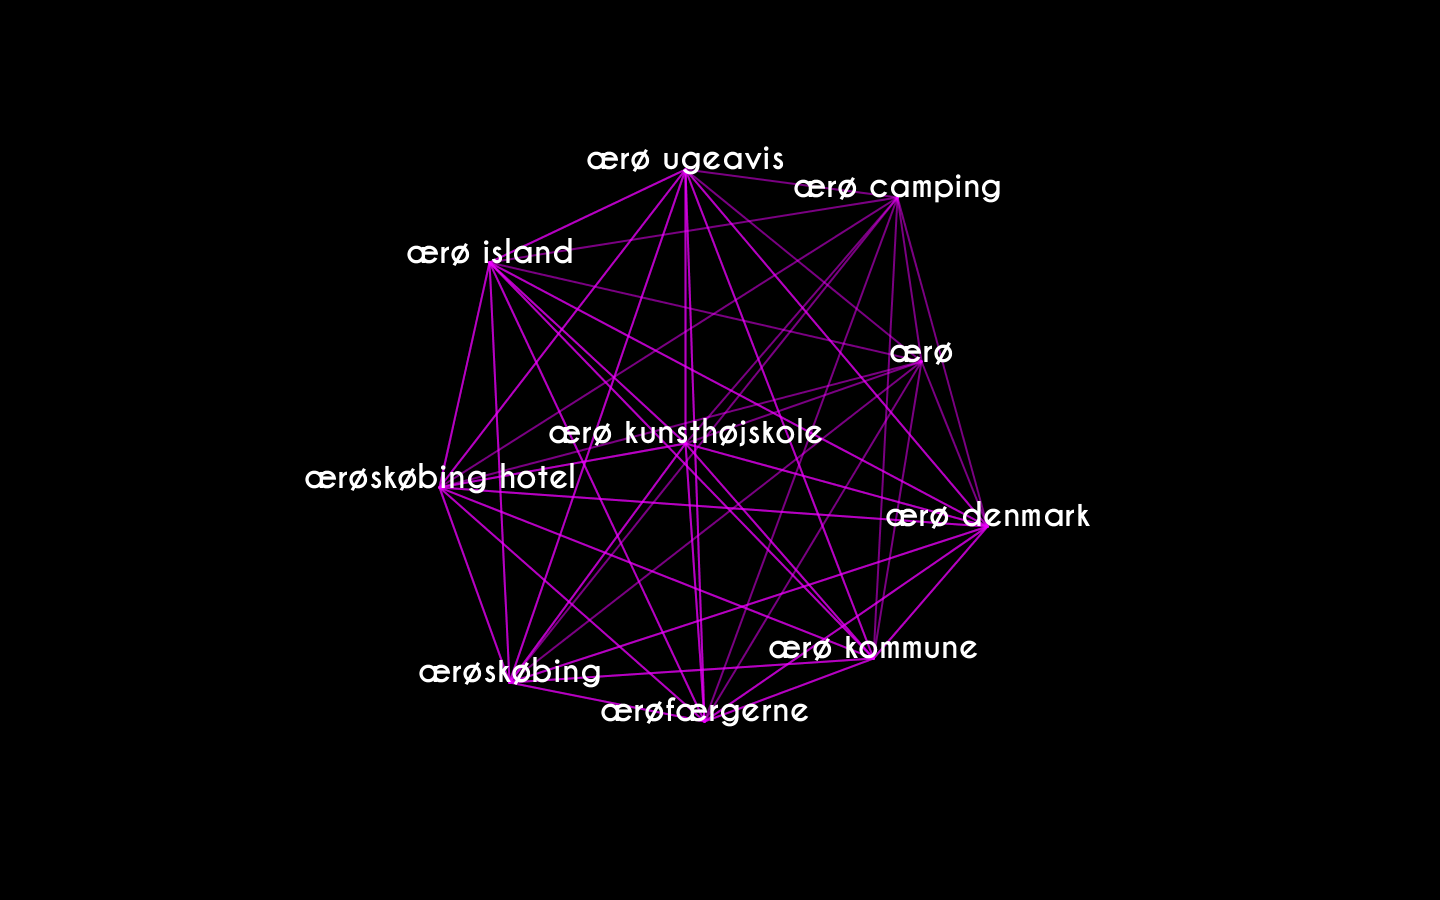 ærø ugeavis
ærø camping
ærø island
ærø
ærø kunsthøjskole
ærøskøbing hotel
ærø denmark
ærø kommune
ærøskøbing
ærøfærgerne